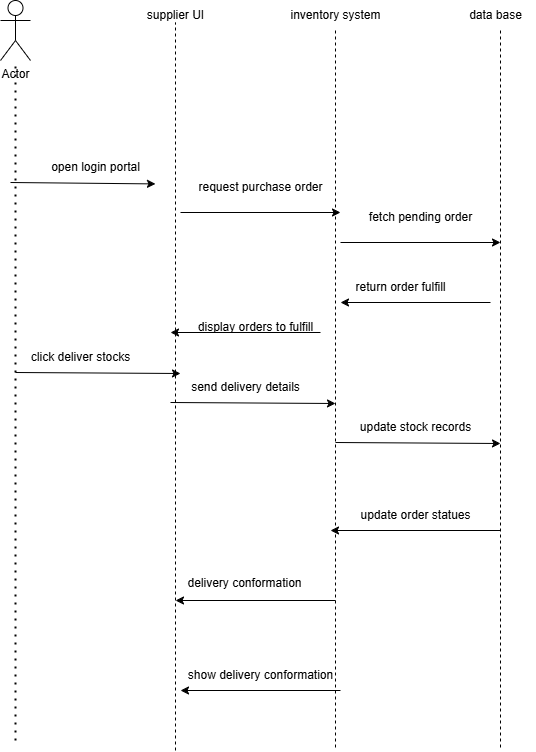 supplier UI
inventory system
data base
Actor
open login portal
request purchase order
fetch pending order
return order fulfill
display orders to fulfill
click deliver stocks
send delivery details
update stock records
update order statues
delivery conformation
show delivery conformation